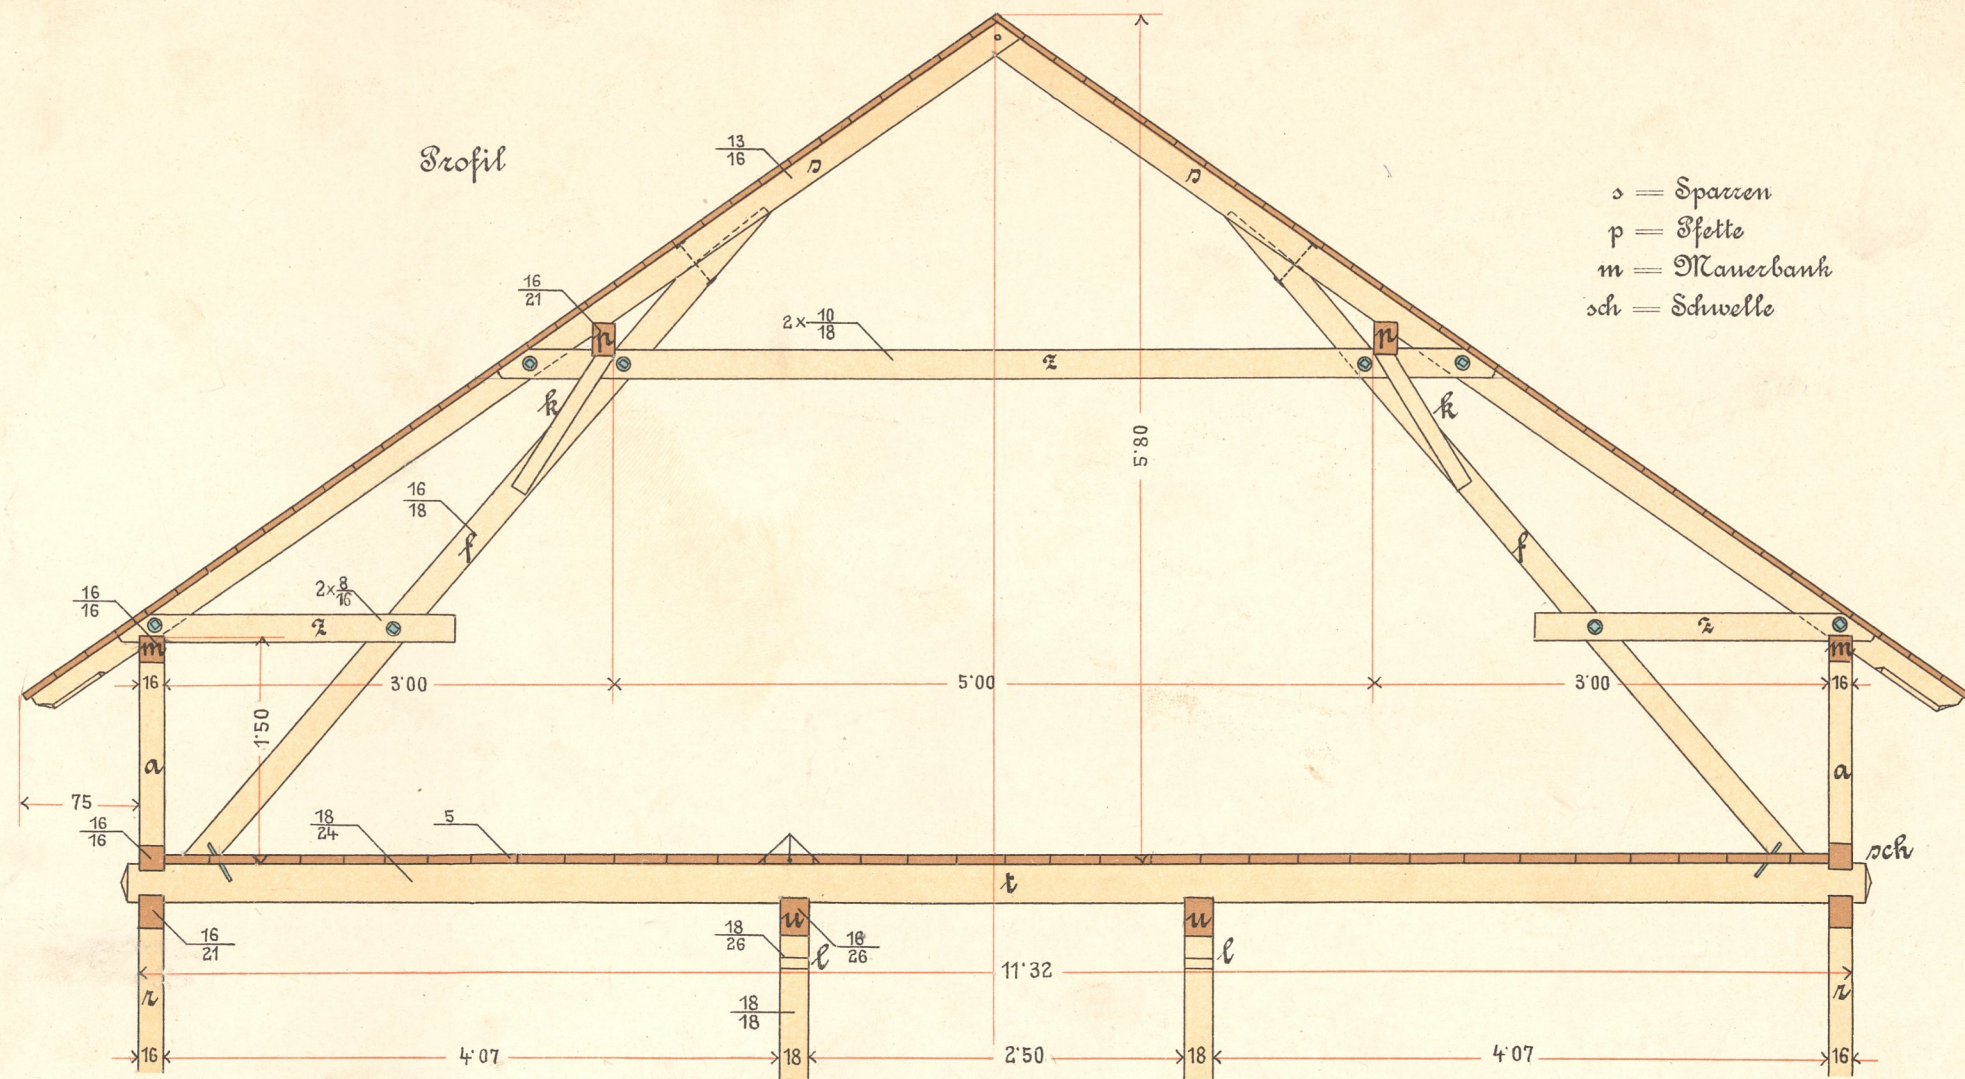 Profil
s = Sparren
p = Pfette
m = Mauerbank
sch = Schwelle
13
16
s
s
16
21
p
p
2×10
18
z
k
k
5.80
16
18
f
f
2×8
16
16
16
z
z
m
m
16
3.00
5.00
3.00
16
1.50
a
a
75
16
16
18
24
5
sch
t
u
u
16
21
18
26
l
26
l
11.32
r
r
18
18
16
4.07
18
2.50
18
4.07
16